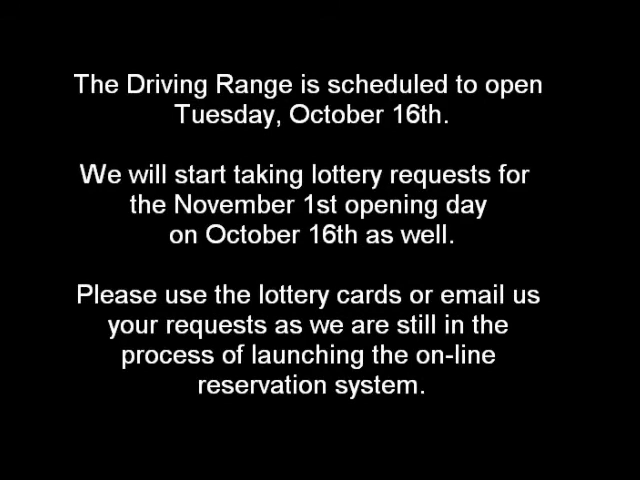 The Driving Range is scheduled to open
Tuesday, October 16th.
We will start taking lottery requests for
the November 1st opening day
on October 16th as well.
Please use the lottery cards or email us
your requests as we are still in the
process of launching the on-line
reservation system.